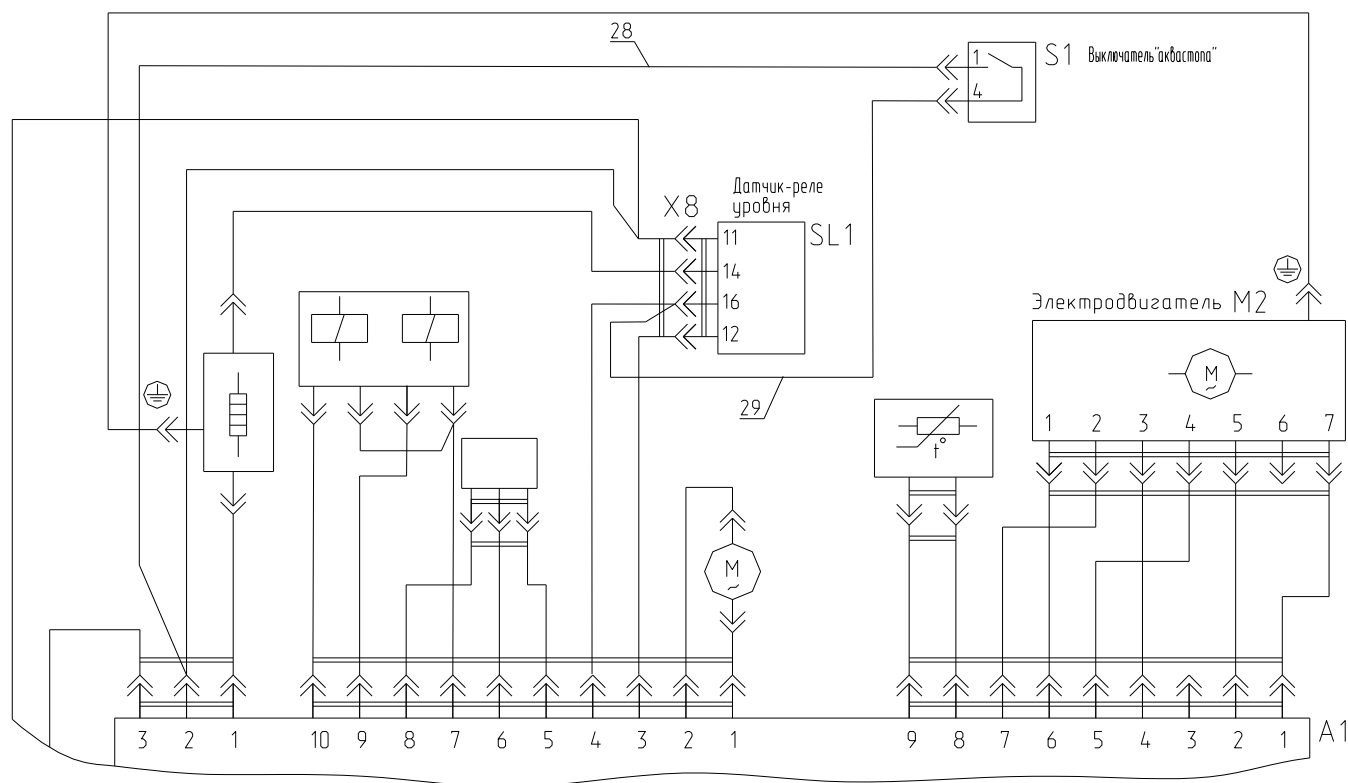 28
1
S1 Выключатель "аквастопа"
4
Датчик-реле
уровня
X8
SL1
11
14
16
12
29
Электродвигатель M2
M
~
1 2 3 4 5 6 7
t°
M
~
3 2 1 10 9 8 7 6 5 4 3 2 1 9 8 7 6 5 4 3 2 1
A1